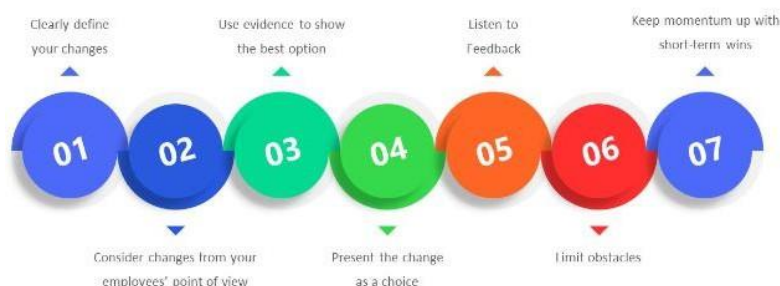 Clearly define
your changes
Use evidence to show
the best option
Listen to
Feedback
Keep momentum up with
short-term wins
01
02
03
04
05
06
07
Consider changes from your
employees' point of view
Present the change
as a choice
Limit obstacles